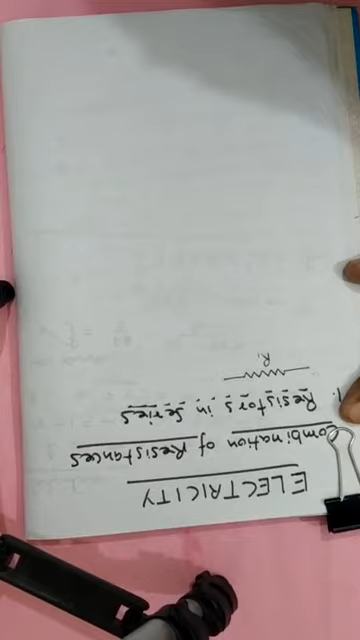 ELECTRICITY
Combination of Resistances
1. Resistors in Series
R1